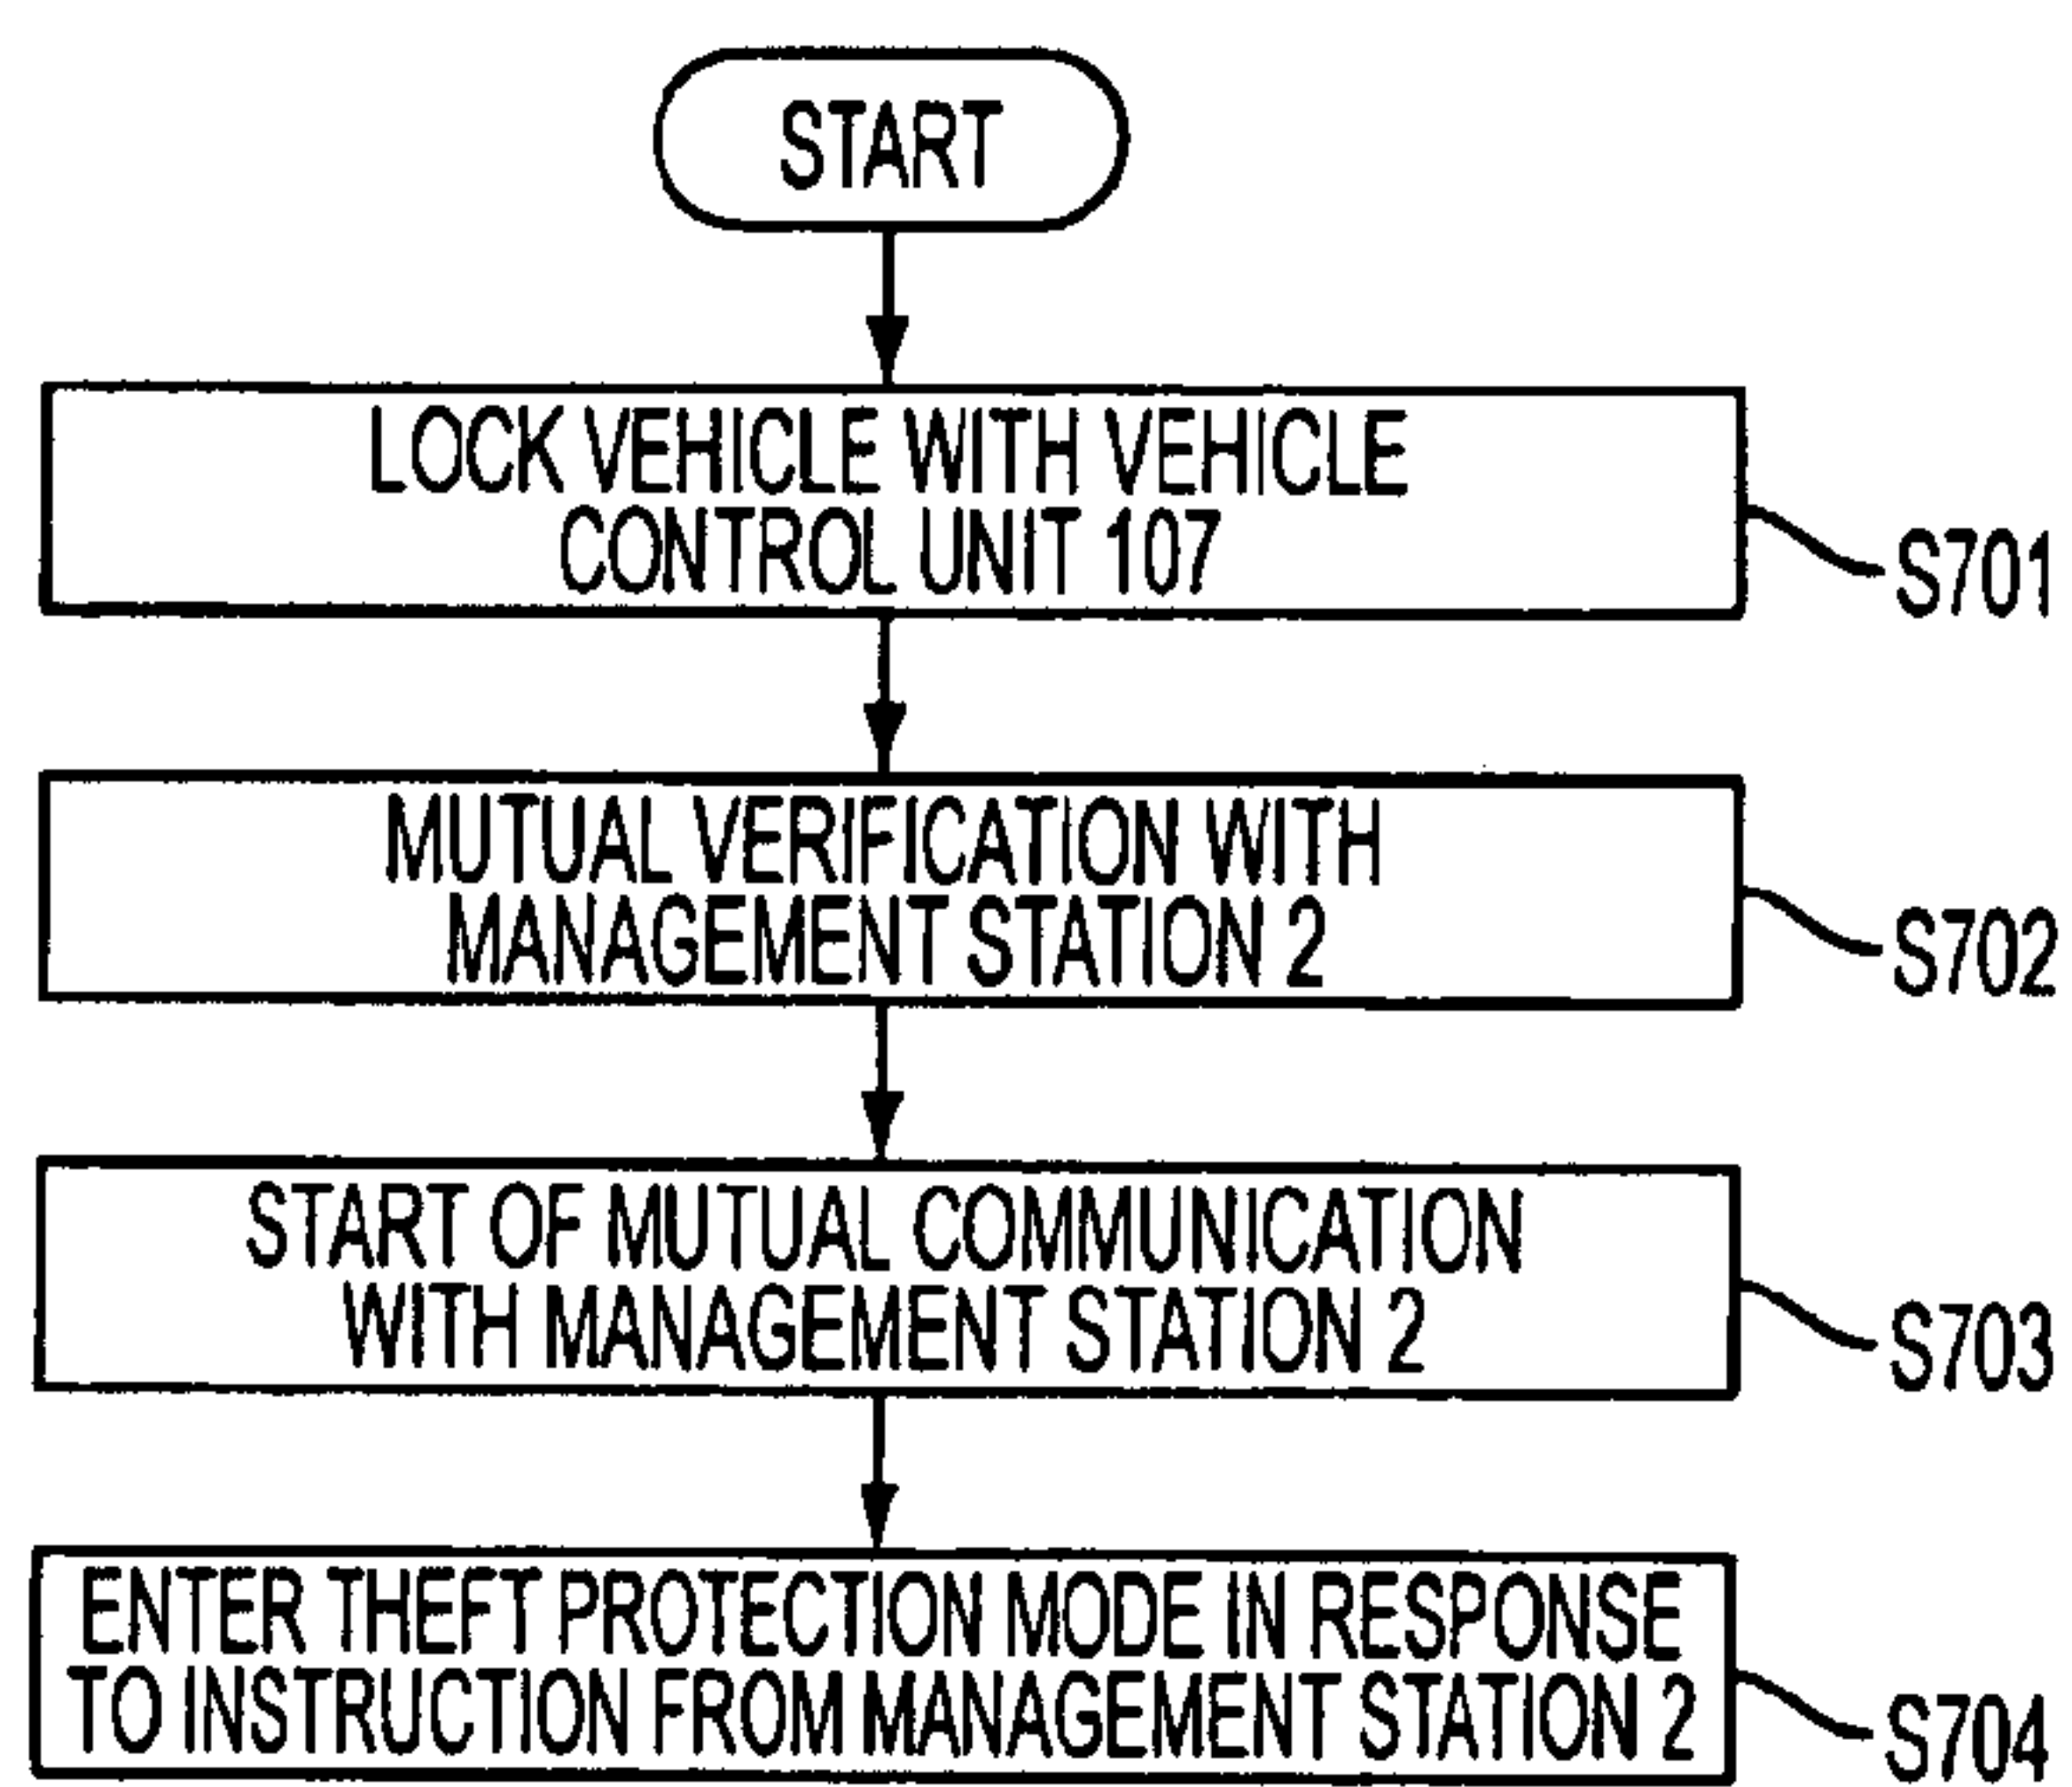 START
LOCK VEHICLE WITH VEHICLE
CONTROL UNIT 107
S701
MUTUAL VERIFICATION WITH
MANAGEMENT STATION 2
S702
START OF MUTUAL COMMUNICATION
WITH MANAGEMENT STATION 2
S703
ENTER THEFT PROTECTION MODE IN RESPONSE
TO INSTRUCTION FROM MANAGEMENT STATION 2
S704